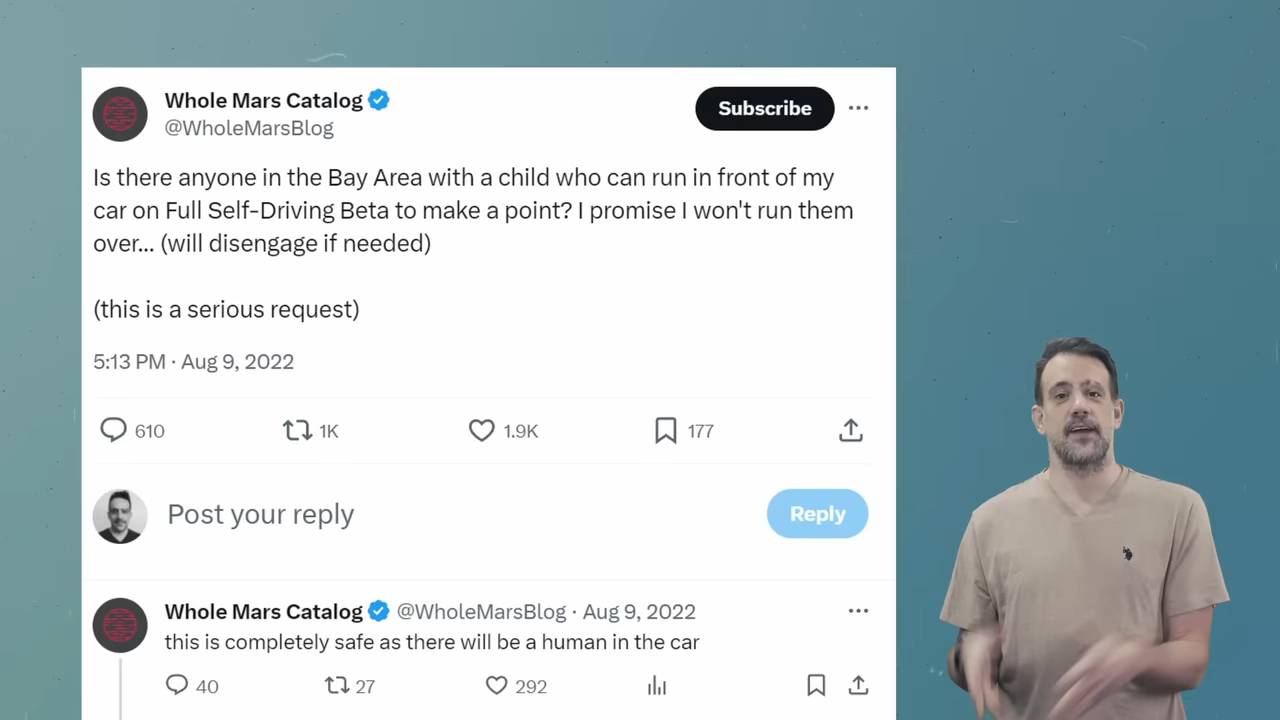 Whole Mars Catalog
Subscribe
@WholeMarsBlog
Is there anyone in the Bay Area with a child who can run in front of my
car on Full Self-Driving Beta to make a point? I promise I won't run them
over... (will disengage if needed)
(this is a serious request)
5:13 PM · Aug 9, 2022
610 1K 1.9K 177
Post your reply
Reply
Whole Mars Catalog @WholeMarsBlog · Aug 9, 2022
this is completely safe as there will be a human in the car
40 27 292